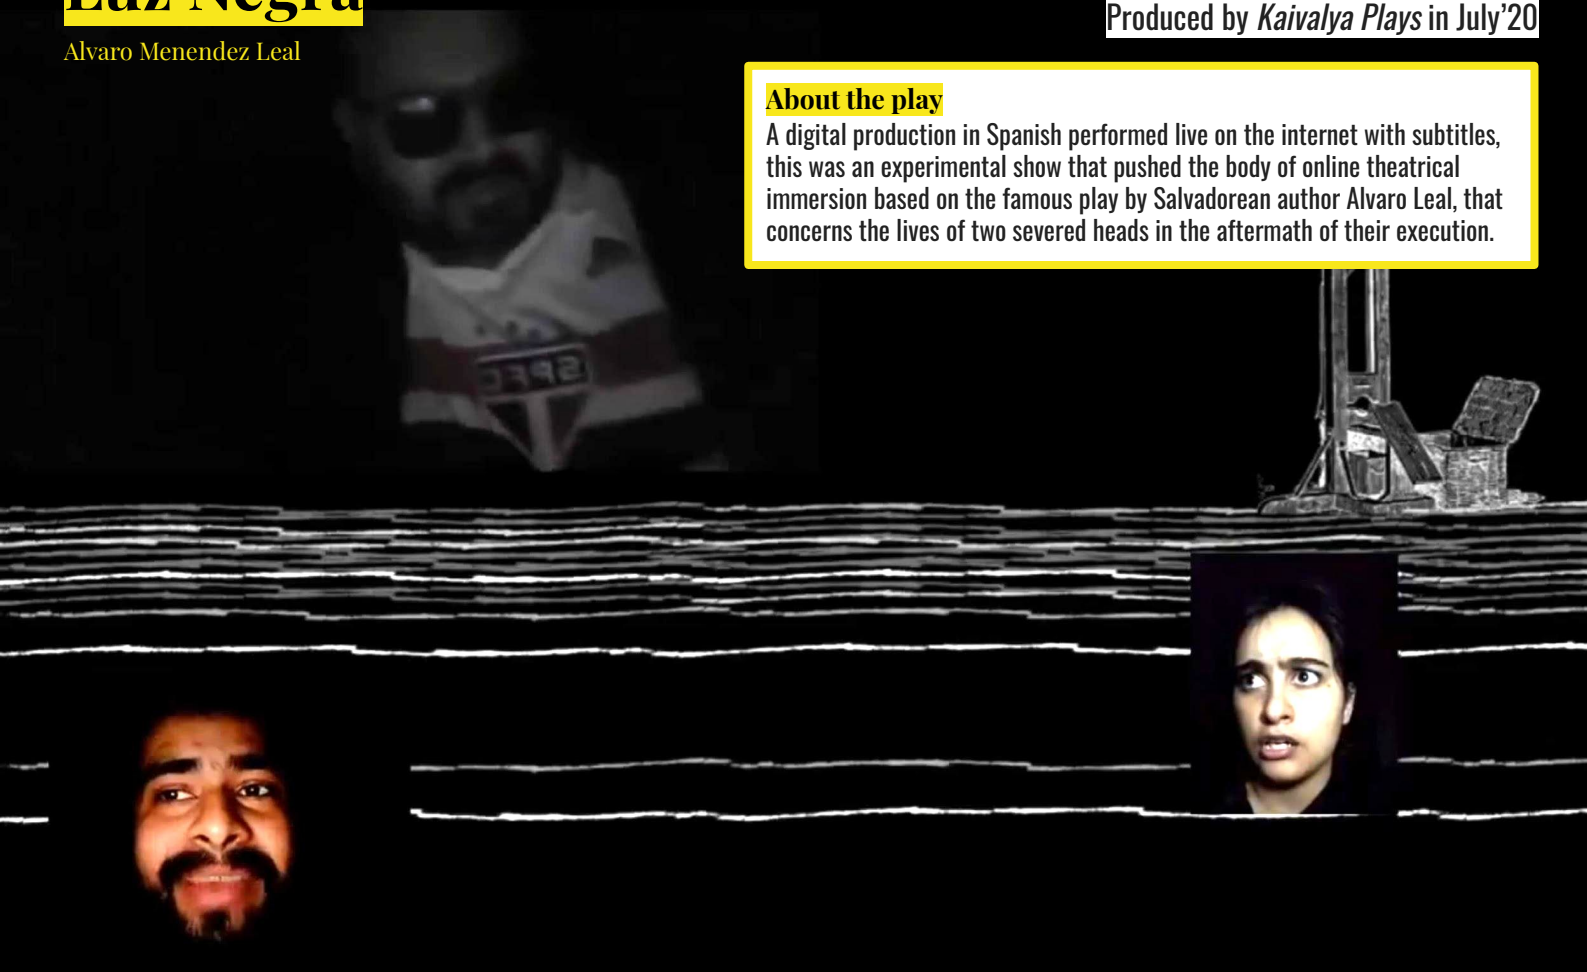 Luz Negra
Alvaro Menendez Leal
Produced by Kaivalya Plays in July’20
About the play
A digital production in Spanish performed live on the internet with subtitles,
this was an experimental show that pushed the body of online theatrical
immersion based on the famous play by Salvadorean author Alvaro Leal, that
concerns the lives of two severed heads in the aftermath of their execution.
SPFC